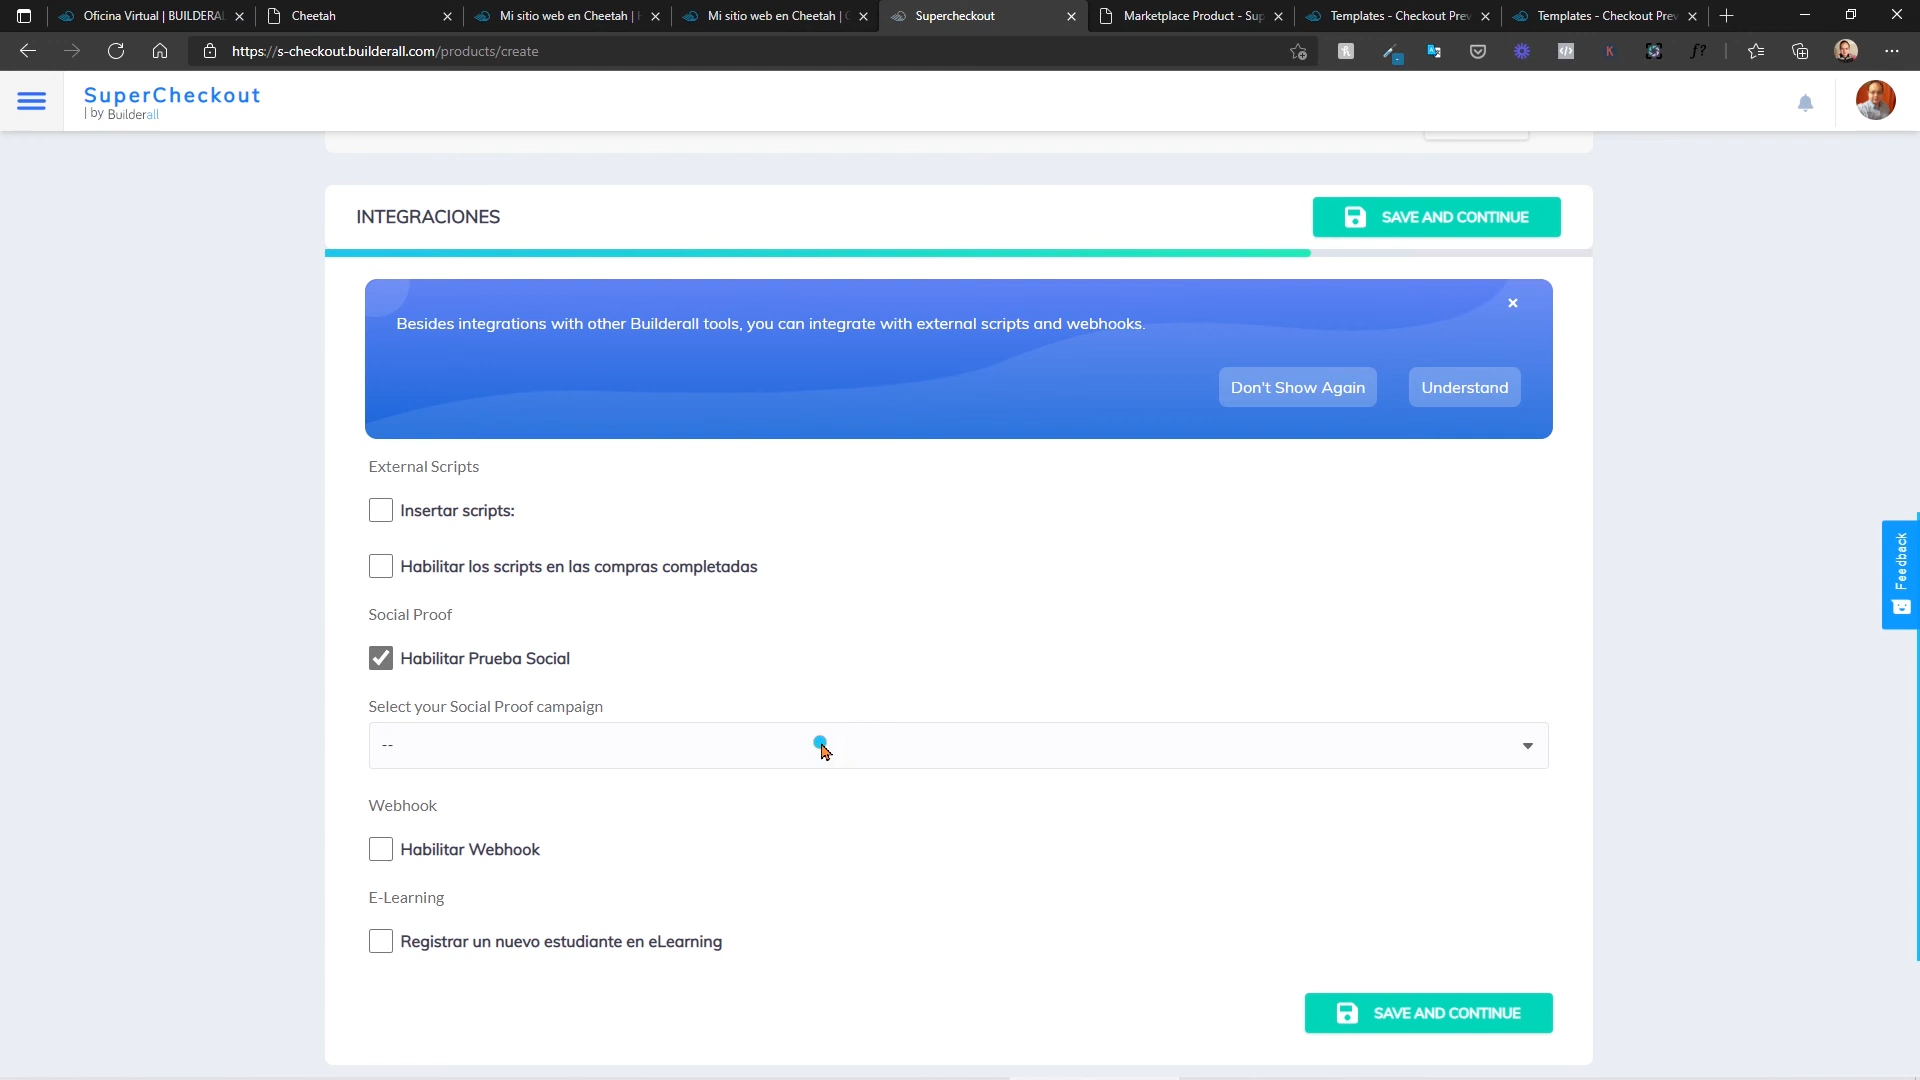 Oficina Virtual | BUILDERAL
Cheetah
Mi sitio web en Cheetah |
Mi sitio web en Cheetah |
Supercheckout
Marketplace Product - Sup
Templates - Checkout Prev
Templates - Checkout Prev
https://s-checkout.builderall.com/products/create
SuperCheckout
| by Builderall
INTEGRACIONES
SAVE AND CONTINUE
Besides integrations with other Builderall tools, you can integrate with external scripts and webhooks.
Don't Show Again
Understand
External Scripts
Insertar scripts:
Habilitar los scripts en las compras completadas
Feedback
Social Proof
Habilitar Prueba Social
Select your Social Proof campaign
--
Webhook
Habilitar Webhook
E-Learning
Registrar un nuevo estudiante en eLearning
SAVE AND CONTINUE